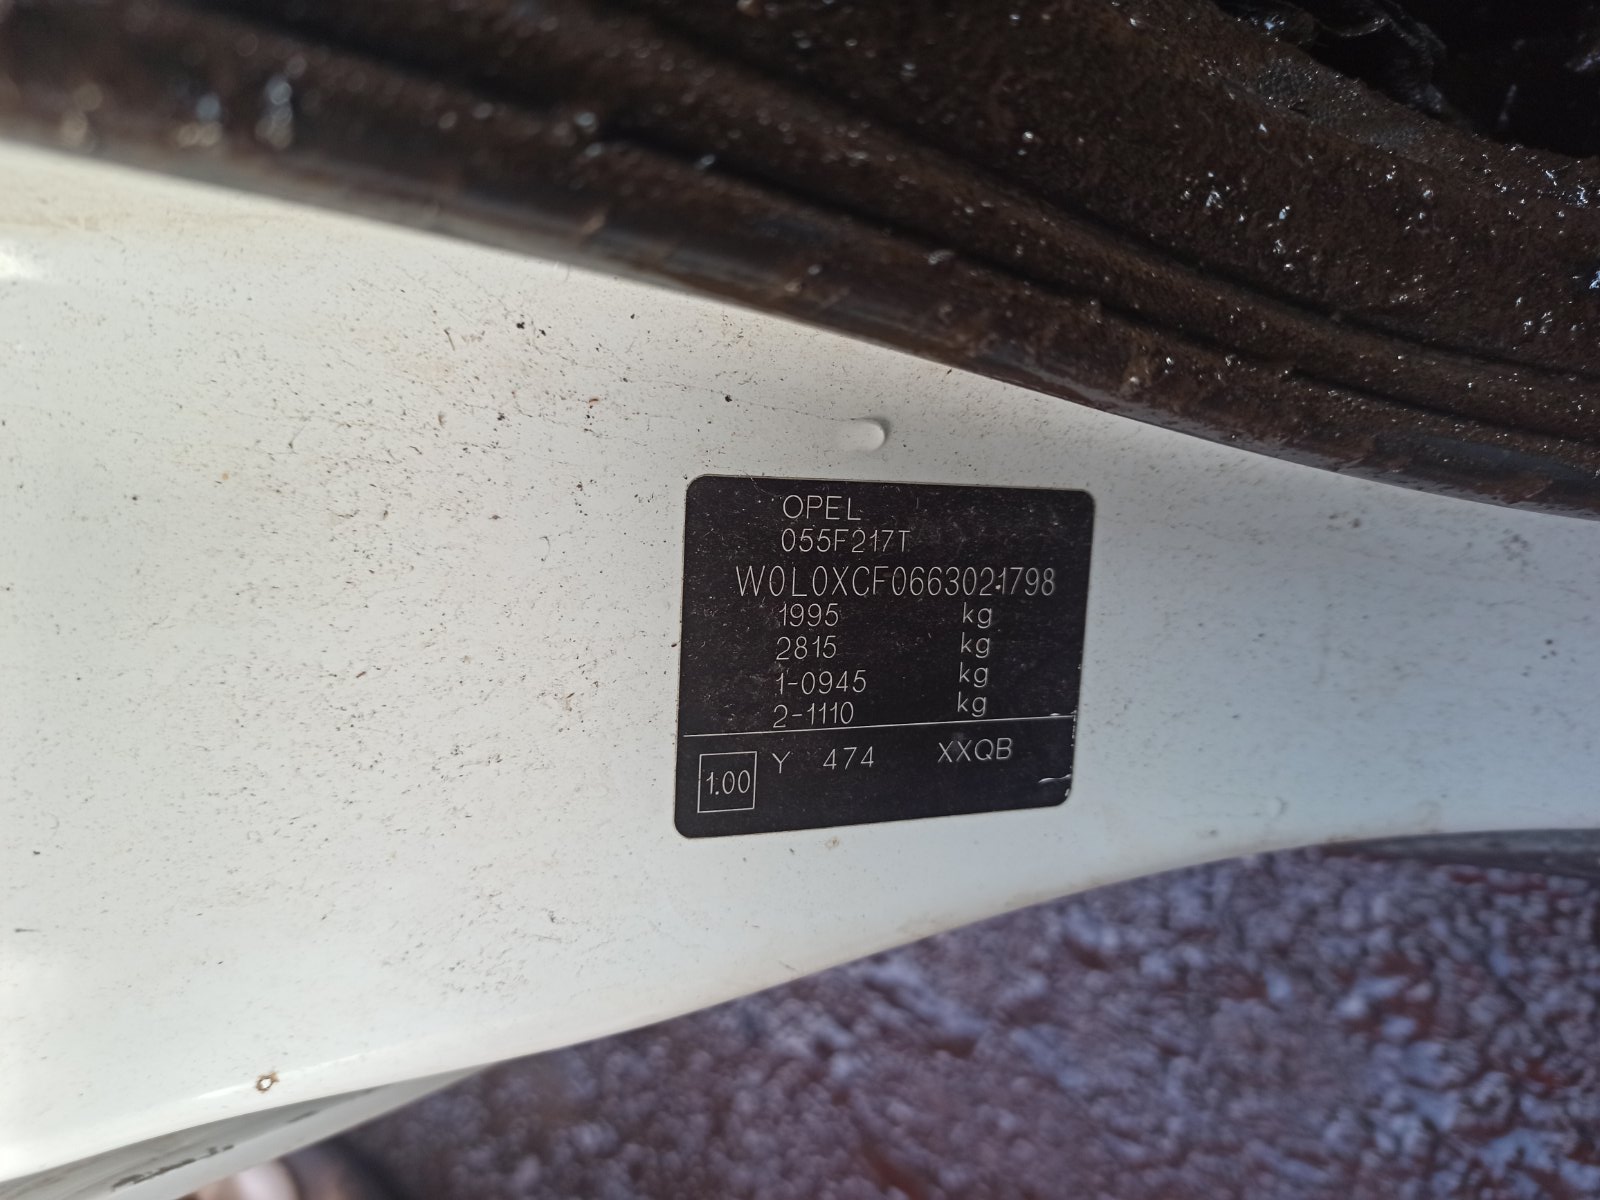 OPEL
055F217T
W0L0XCF0663021798
1995 kg
2815 kg
1-0945 kg
2-1110 kg
1.00 Y 474 XXQB